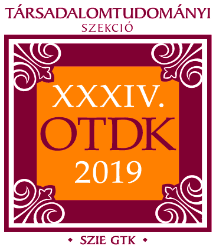 TÁRSADALOMTUDOMÁNYI
SZEKCIÓ
XXXIV.
OTDK
2019
• SZIE GTK •